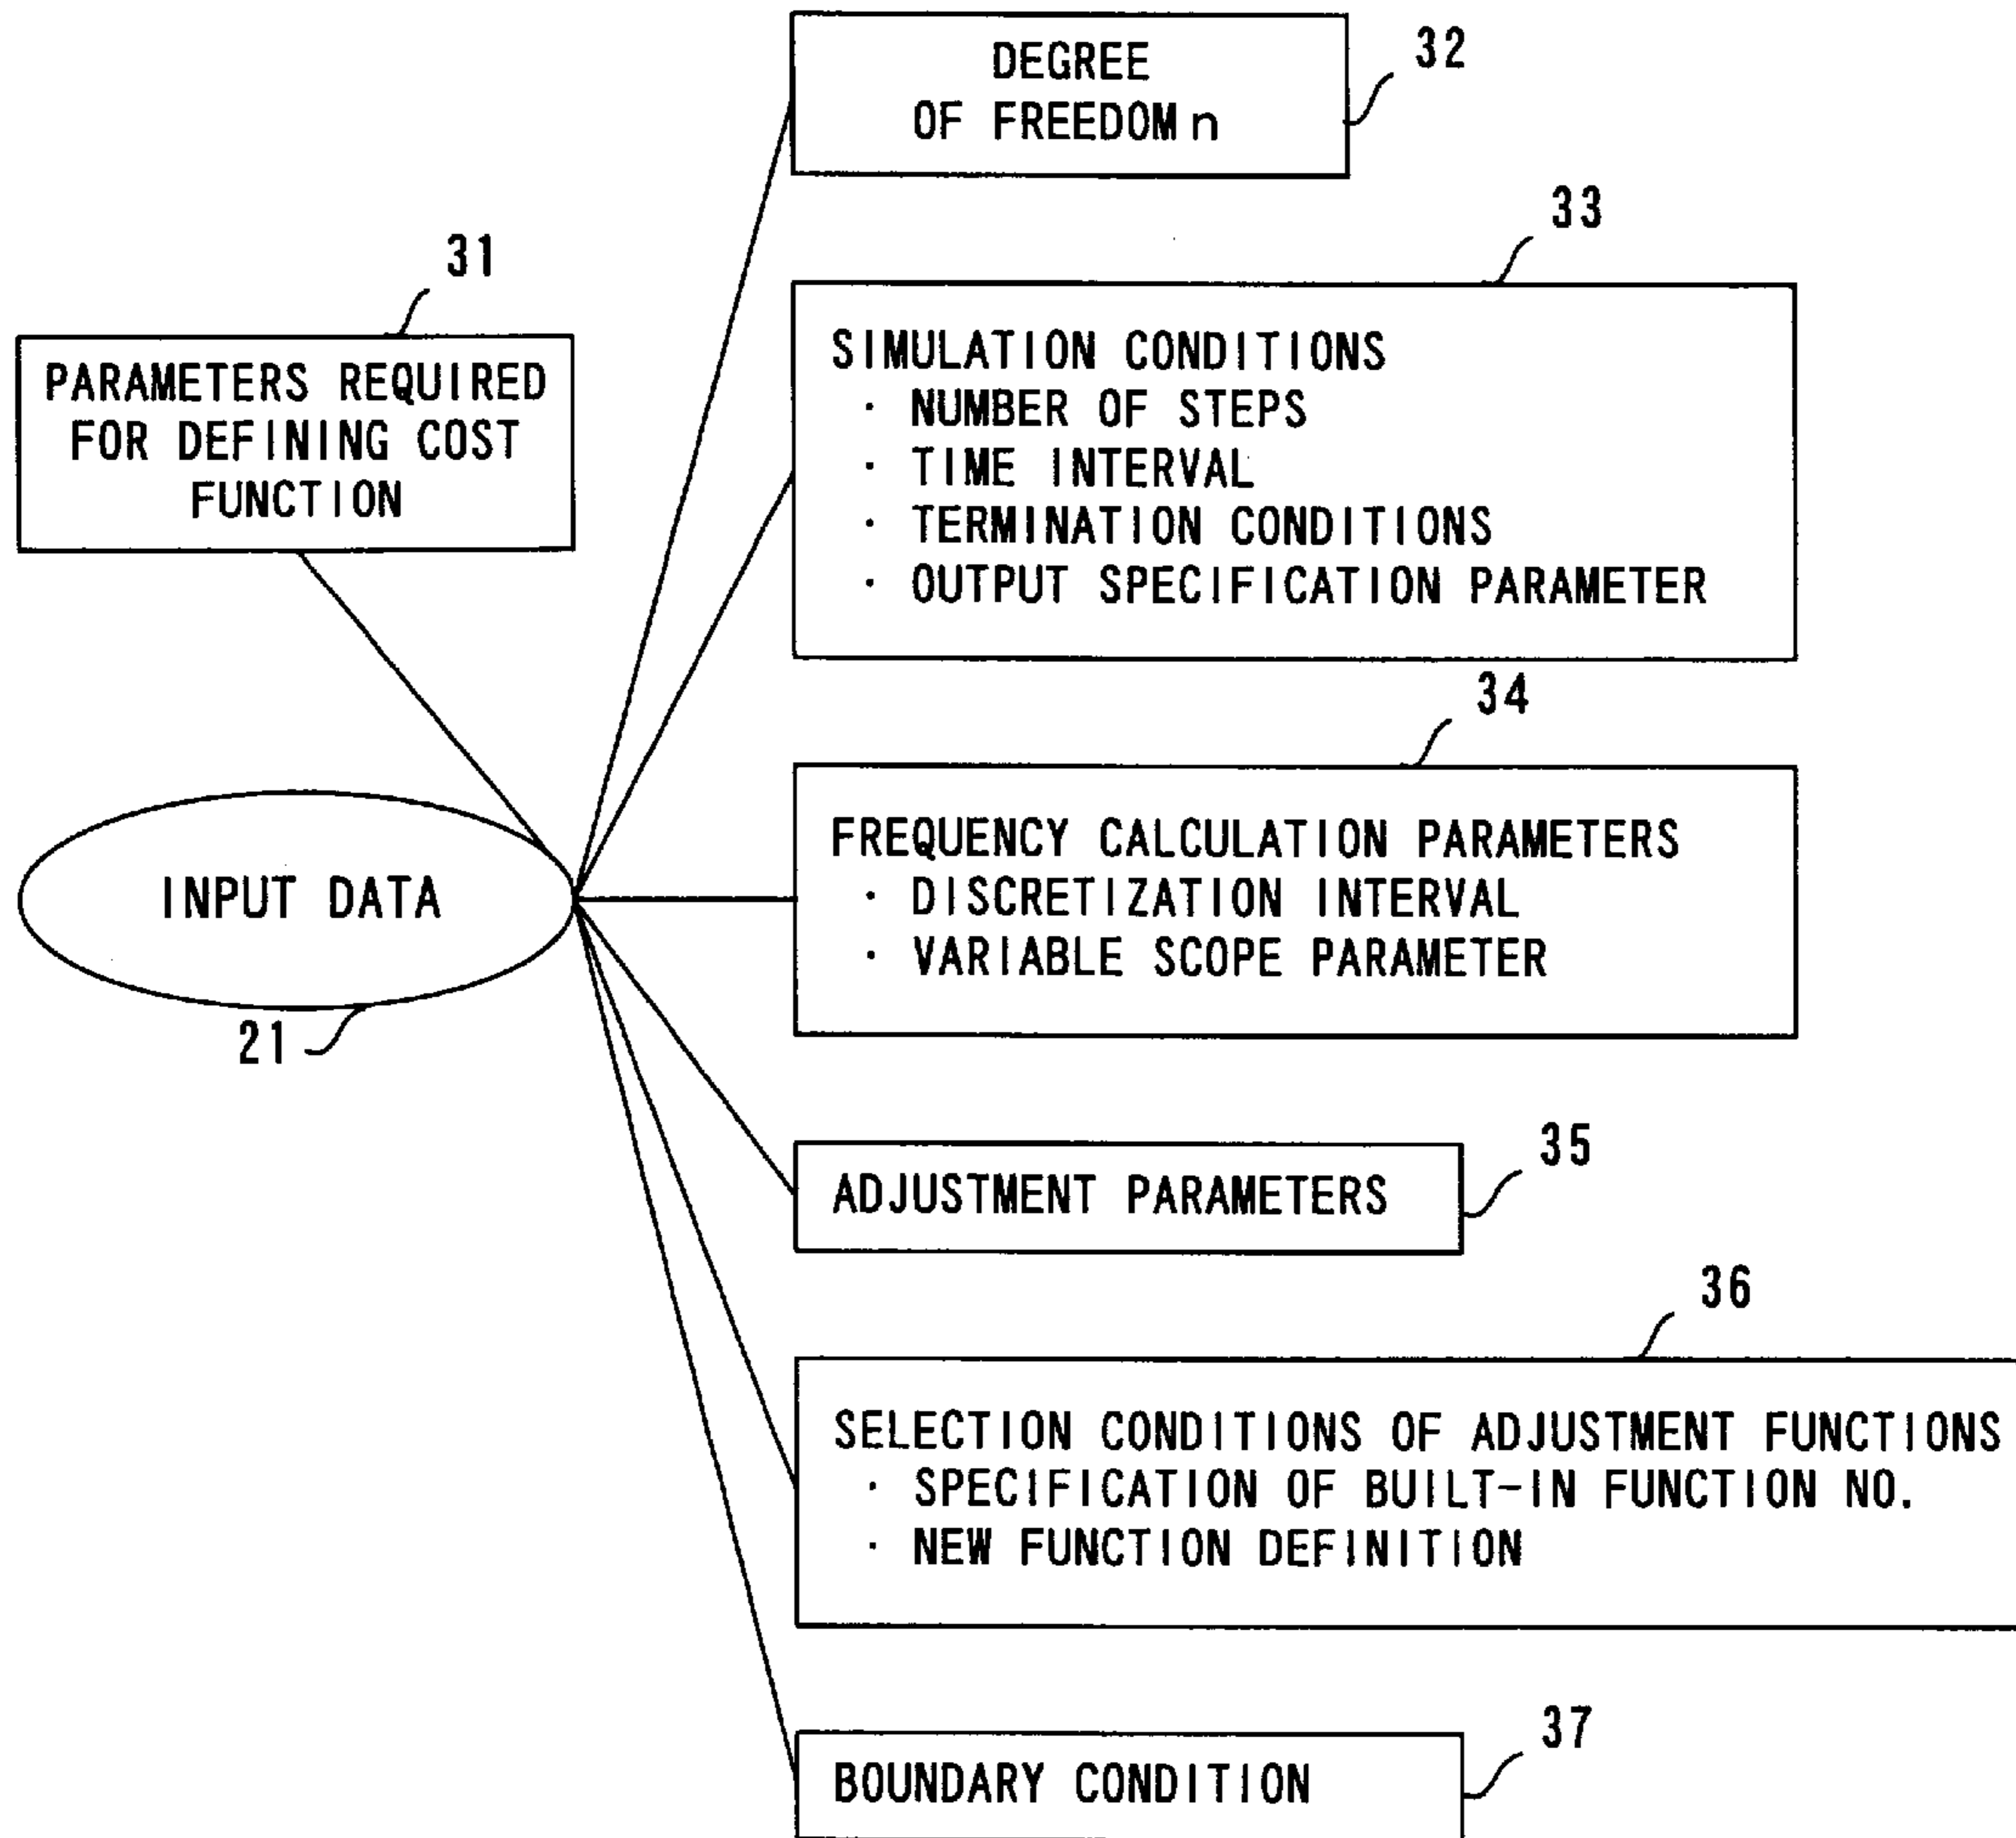 32
DEGREE
OF FREEDOM n
33
31
SIMULATION CONDITIONS
· NUMBER OF STEPS
· TIME INTERVAL
· TERMINATION CONDITIONS
· OUTPUT SPECIFICATION PARAMETER
PARAMETERS REQUIRED
FOR DEFINING COST
FUNCTION
34
FREQUENCY CALCULATION PARAMETERS
· DISCRETIZATION INTERVAL
· VARIABLE SCOPE PARAMETER
INPUT DATA
21
35
ADJUSTMENT PARAMETERS
36
SELECTION CONDITIONS OF ADJUSTMENT FUNCTIONS
· SPECIFICATION OF BUILT-IN FUNCTION NO.
· NEW FUNCTION DEFINITION
37
BOUNDARY CONDITION